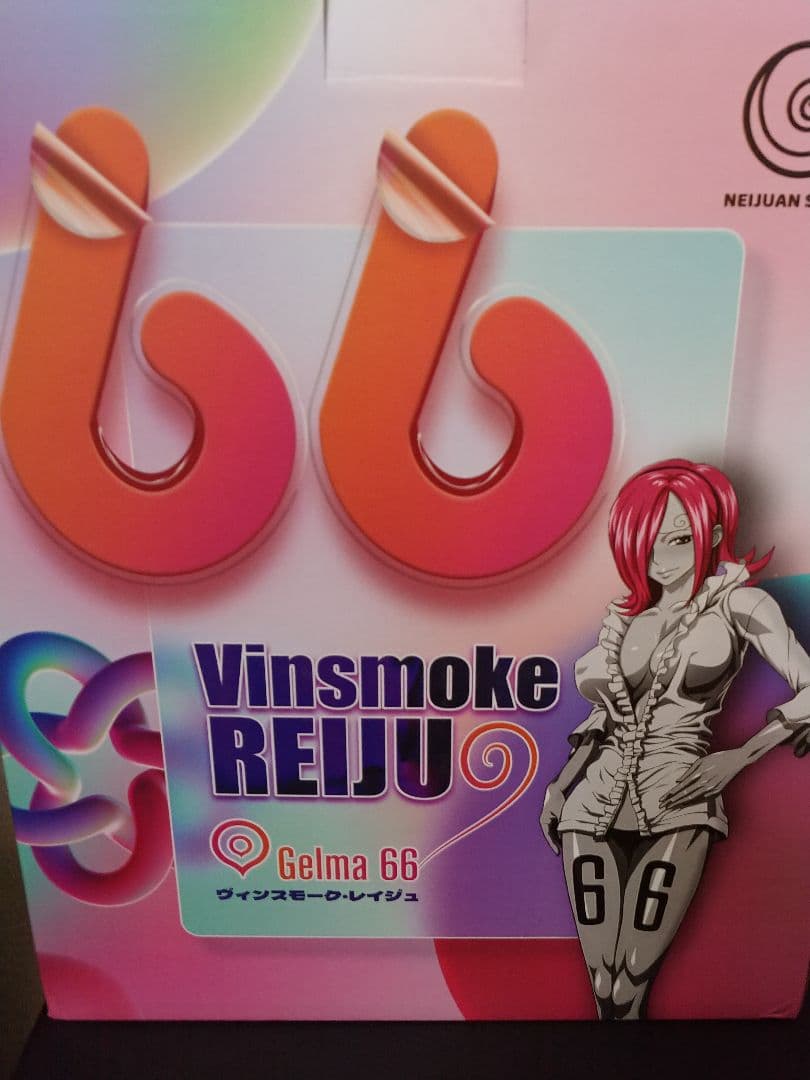 66
NEIJUAN
Vinsmoke
REIJU
Gelma 66
ヴィンスモーク・レイジュ
66